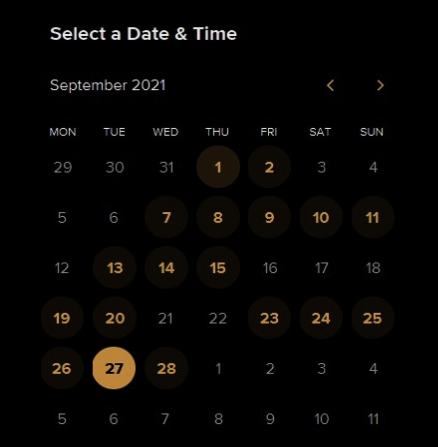 Select a Date & Time
September 2021
MON TUE WED THU FRI SAT SUN
29 30 31 1 2 3 4
5 6 7 8 9 10 11
12 13 14 15 16 17 18
19 20 21 22 23 24 25
26 27 28 1 2 3 4
5 6 7 8 9 10 11